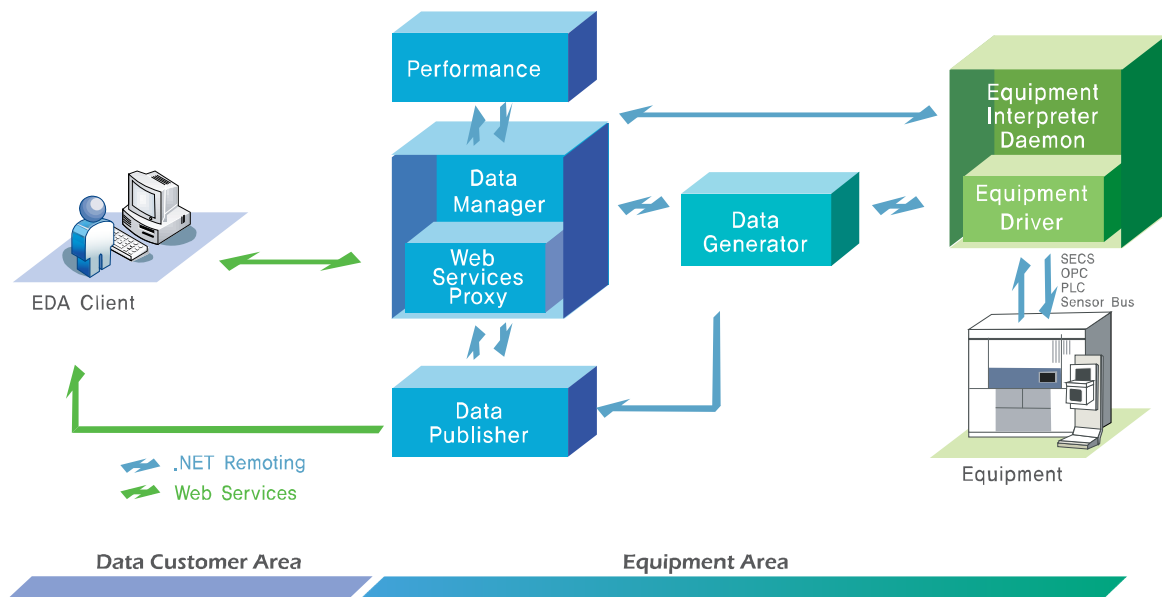 Performance
Equipment
Interpreter
Daemon
Data
Manager
Equipment
Driver
Data
Generator
Web
Services
Proxy
SECS
OPC
PLC
Sensor Bus
EDA Client
Data
Publisher
.NET Remoting
Web Services
Equipment
Data Customer Area
Equipment Area